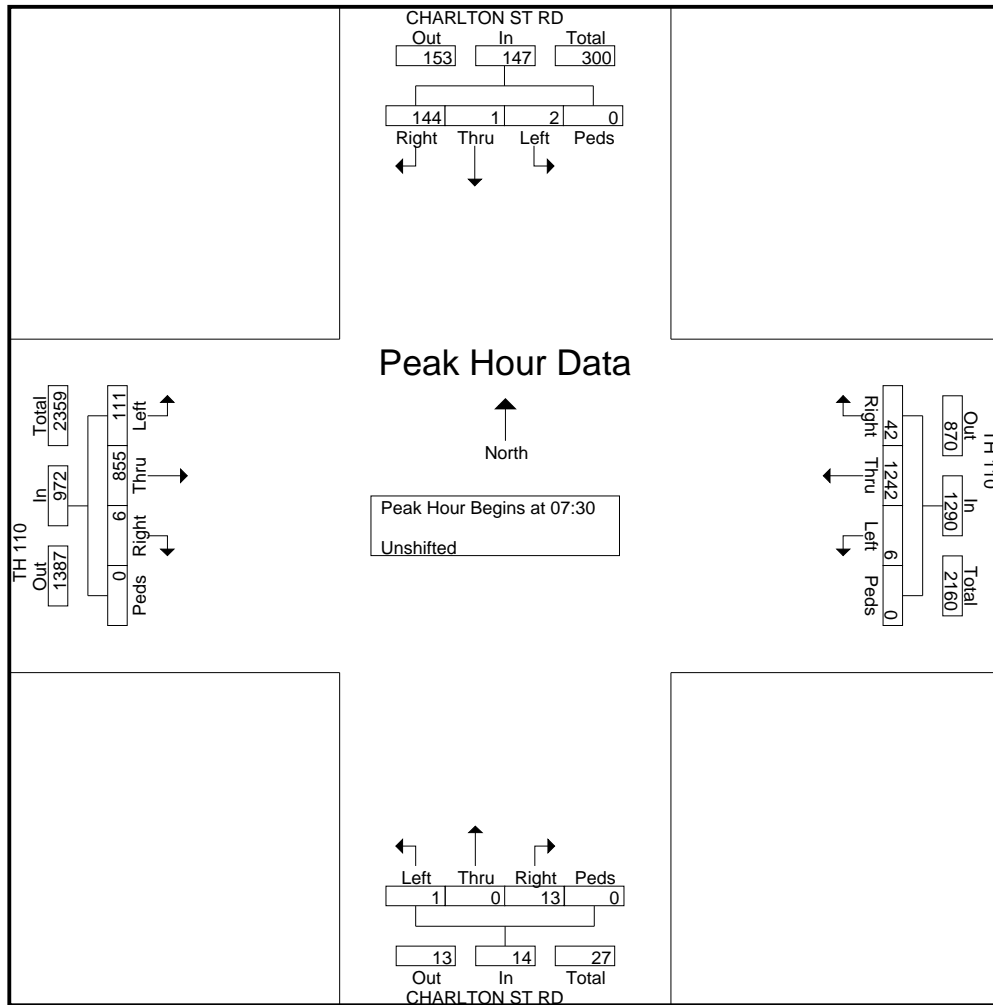 CHARLTON ST RD
Out In Total
153 147 300
144 1 2 0
Right Thru Left Peds
Peak Hour Data
North
Peak Hour Begins at 07:30
Unshifted
TH 110
Total In Out
2359 972 1387
111 855 6 0
Left Thru Right Peds
TH 110
Out In Total
870 1290 2160
42 1242 6 0
Right Thru Left Peds
Left Thru Right Peds
1 0 13 0
13 14 27
Out In Total
CHARLTON ST RD